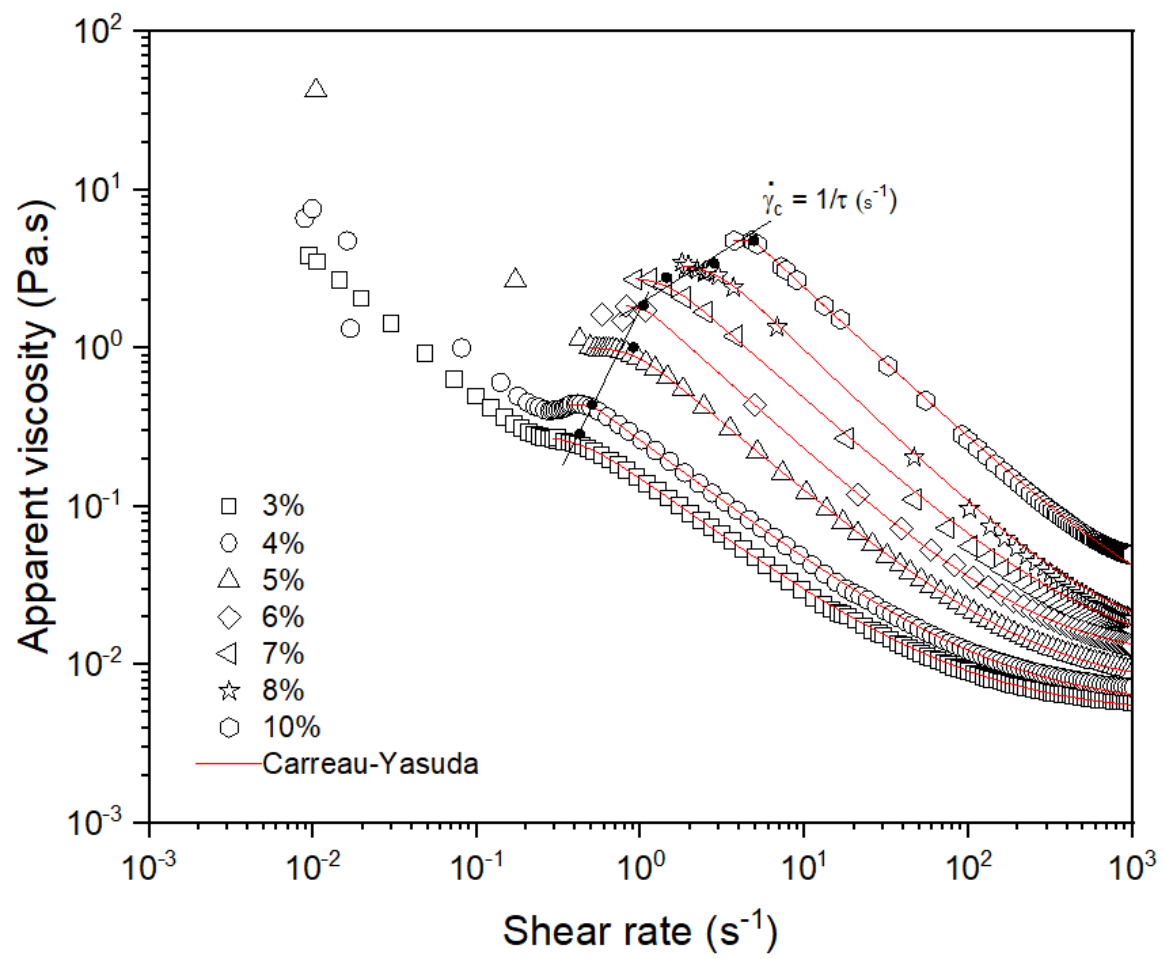 10²
10¹
10⁰
10⁻¹
10⁻²
10⁻³
Apparent viscosity (Pa.s)
γ̇c = 1/τ (s⁻¹)
3%
4%
5%
6%
7%
8%
10%
Carreau-Yasuda
10⁻³ 10⁻² 10⁻¹ 10⁰ 10¹ 10² 10³
Shear rate (s⁻¹)